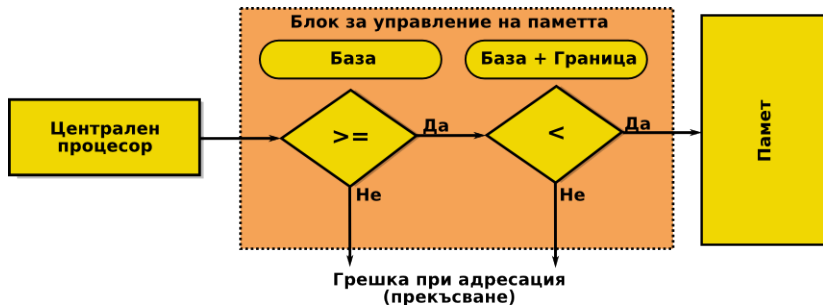 Блок за управление на паметта
База
База + Граница
Централен
процесор
>=
Да
<
Да
Памет
Не
Не
Грешка при адресация
(прекъсване)